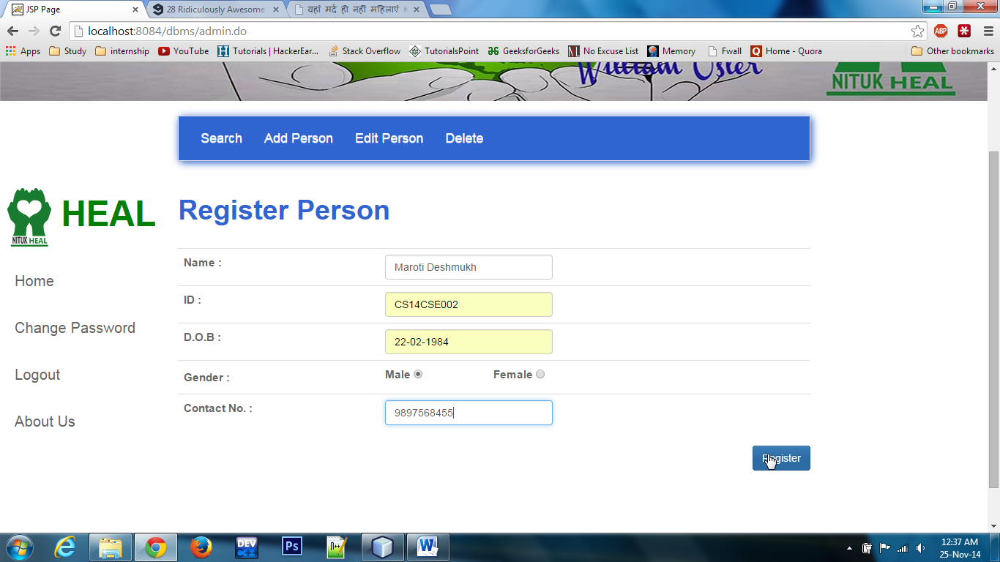 JSP Page
28 Ridiculously Awesome
यहां मर्द ही नहीं महिलाएं
localhost:8084/dbms/admin.do
ABP
Apps Study internship YouTube Tutorials | HackerEar... Stack Overflow TutorialsPoint GeeksforGeeks No Excuse List Memory Fwall Home - Quora Other bookmarks
William Osler
NITUK HEAL
Search Add Person Edit Person Delete
NITUK HEAL
HEAL
Home
Change Password
Logout
About Us
Register Person
Name : Maroti Deshmukh
ID : CS14CSE002
D.O.B : 22-02-1984
Gender : Male Female
Contact No. : 9897568455
Register
DEV C++
Ps
12:37 AM
25-Nov-14